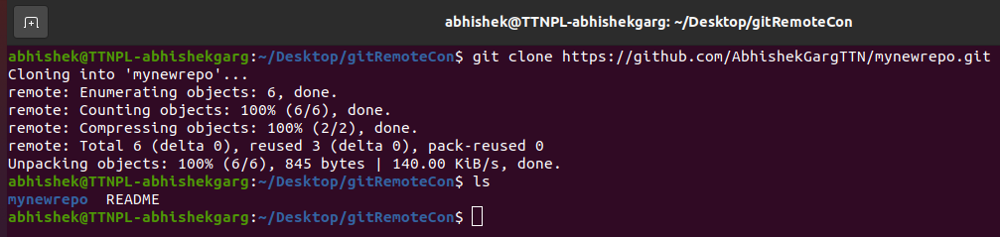 abhishek@TTNPL-abhishekgarg: ~/Desktop/gitRemoteCon
abhishek@TTNPL-abhishekgarg:~/Desktop/gitRemoteCon$ git clone https://github.com/AbhishekGargTTN/mynewrepo.git
Cloning into 'mynewrepo'...
remote: Enumerating objects: 6, done.
remote: Counting objects: 100% (6/6), done.
remote: Compressing objects: 100% (2/2), done.
remote: Total 6 (delta 0), reused 3 (delta 0), pack-reused 0
Unpacking objects: 100% (6/6), 845 bytes | 140.00 KiB/s, done.
abhishek@TTNPL-abhishekgarg:~/Desktop/gitRemoteCon$ ls
mynewrepo  README
abhishek@TTNPL-abhishekgarg:~/Desktop/gitRemoteCon$